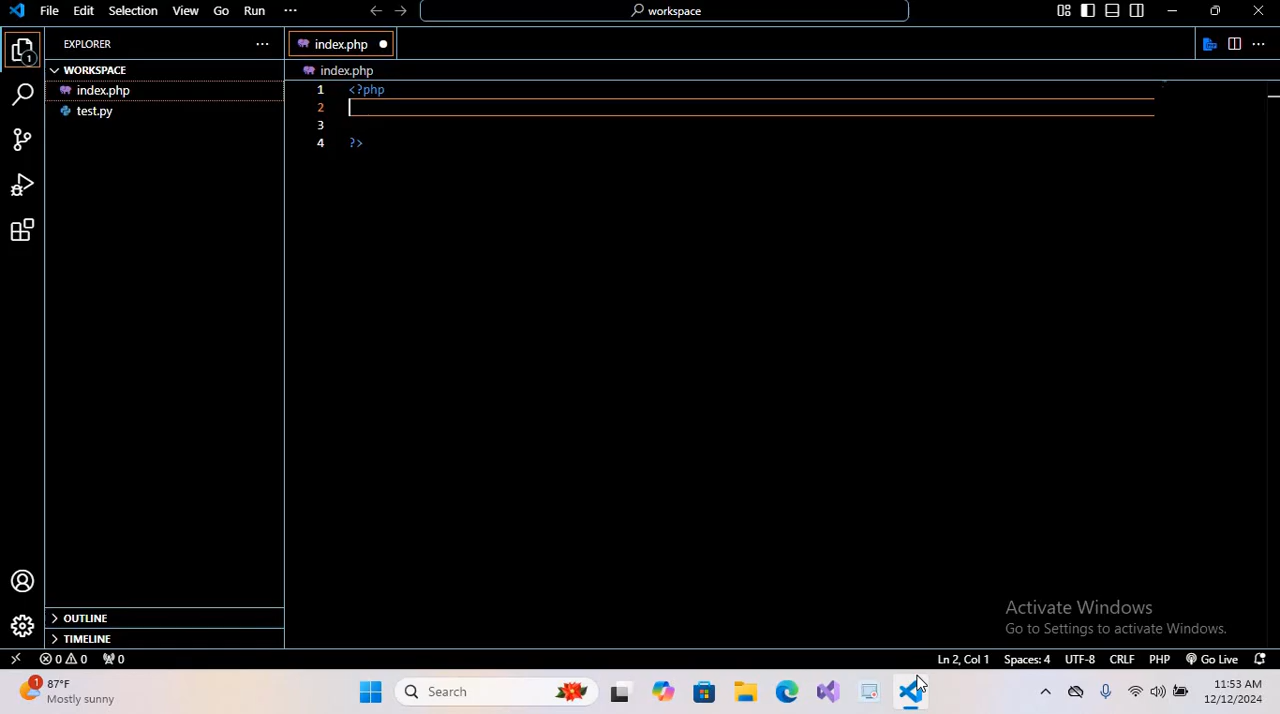 File Edit Selection View Go Run ···
workspace
EXPLORER ···
index.php
WORKSPACE
index.php
1 <?php
index.php
2
test.py
3
4 ?>
1
OUTLINE
TIMELINE
Activate Windows
Go to Settings to activate Windows.
0 0 0
Ln 2, Col 1 Spaces: 4 UTF-8 CRLF PHP Go Live
1
87°F
Mostly sunny
Search
11:53 AM
12/12/2024